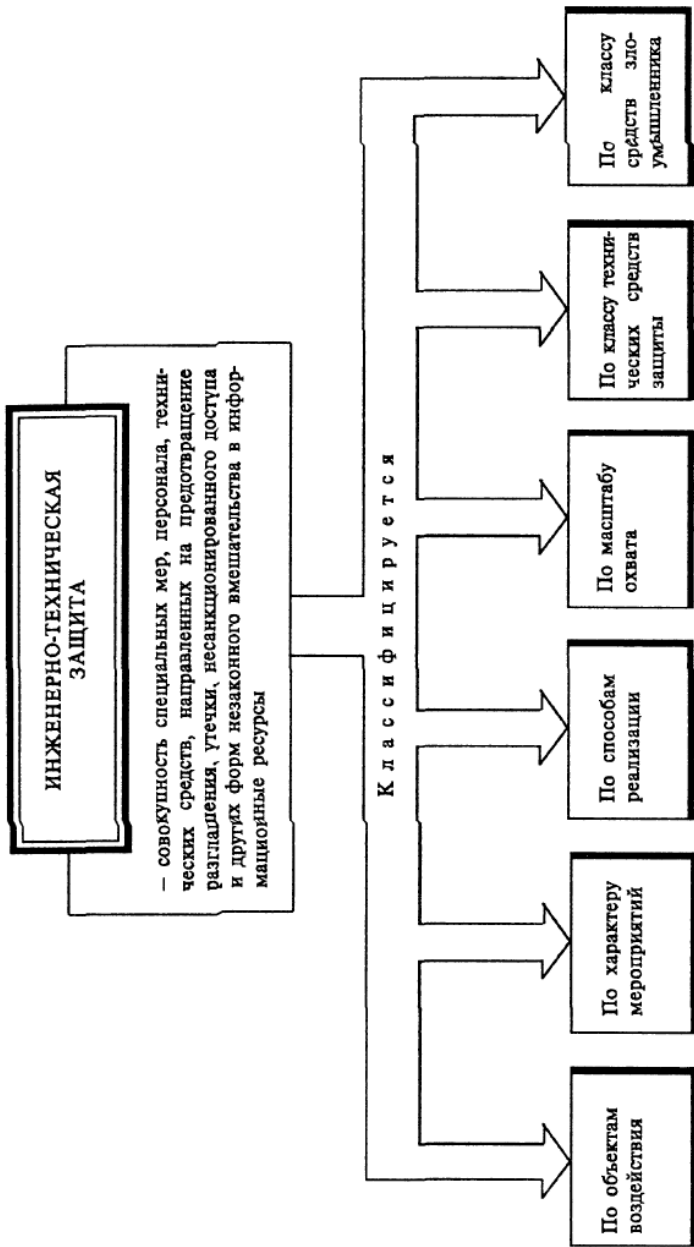 ИНЖЕНЕРНО-ТЕХНИЧЕСКАЯ
ЗАЩИТА
— совокупность специальных мер, персонала, техни-
ческих средств, направленных на предотвращение
разглашения, утечки, несанкционированного доступа
и других форм незаконного вмешательства в инфор-
мационные ресурсы
Классифицируется
По объектам
воздействия
По характеру
мероприятий
По способам
реализации
По масштабу
охвата
По классу техни-
ческих средств
защиты
По классу
средств зло-
умышленника